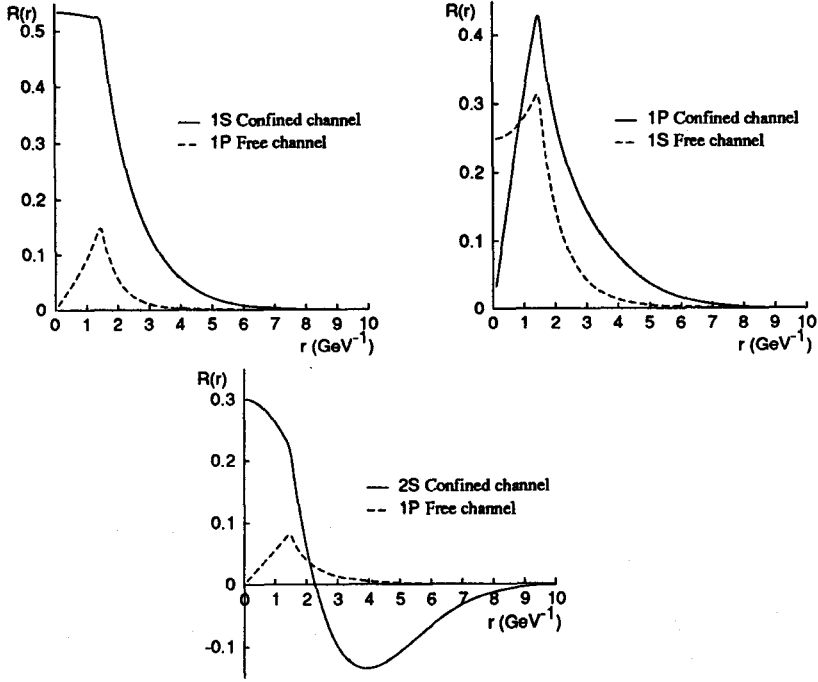 R(r)
0.5
0.4
0.3
0.2
0.1
0
1S Confined channel
1P Free channel
0 1 2 3 4 5 6 7 8 9 10
r (GeV⁻¹)
R(r)
0.4
0.3
0.2
0.1
0
1P Confined channel
1S Free channel
0 1 2 3 4 5 6 7 8 9 10
r (GeV⁻¹)
R(r)
0.3
0.2
0.1
0
-0.1
2S Confined channel
1P Free channel
0 1 2 3 4 5 6 7 8 9 10
r (GeV⁻¹)